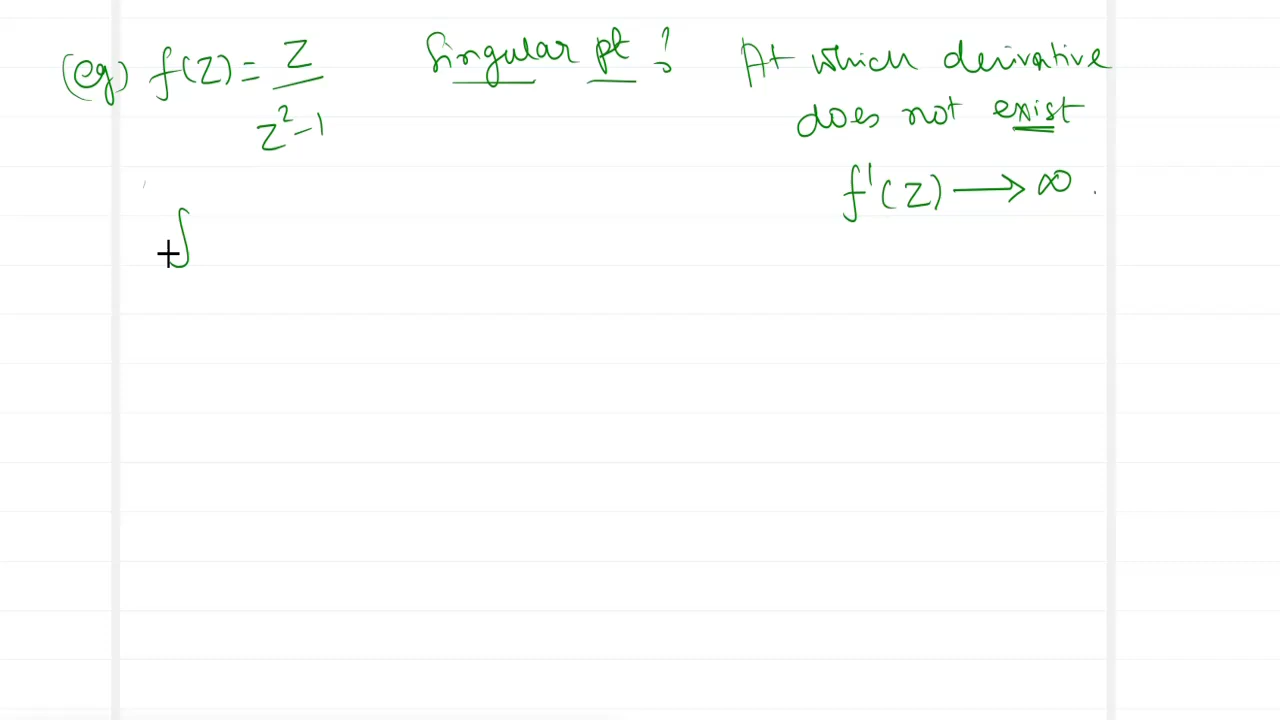 (eg) f(z) = z / z²-1 Singular pt ? At which derivative
does not exist
f'(z) ⟶ ∞ .
∫